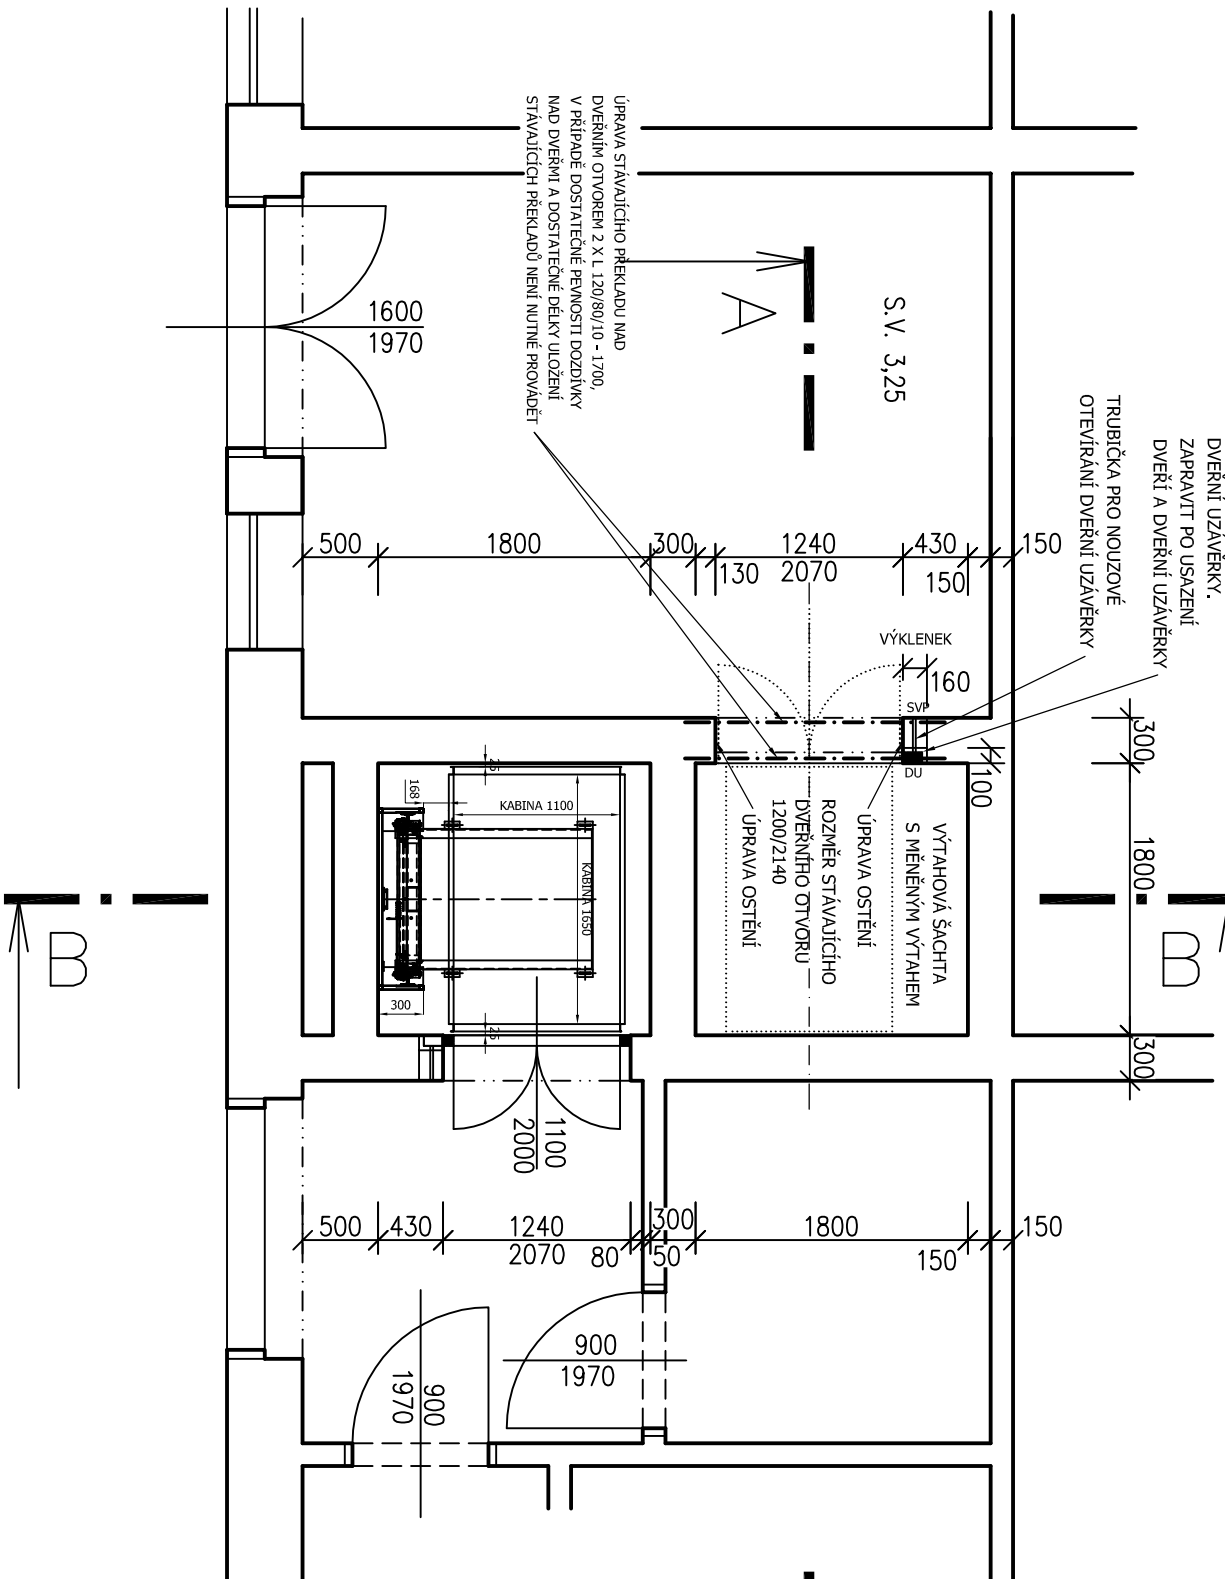 ÚPRAVA STÁVAJÍCÍHO PŘEKLADU NAD
DVEŘNÍM OTVOREM 2 X L 120/80/10 - 1700,
V PŘÍPADĚ DOSTATEČNÉ PEVNOSTI DOZDÍVKY
NAD DVEŘMI A DOSTATEČNÉ DÉLKY ULOŽENÍ
STÁVAJÍCÍCH PŘEKLADŮ NENÍ NUTNÉ PROVÁDĚT
A
S.V. 3,25
DVEŘNÍ UZÁVĚRKY.
ZAPRAVIT PO USAZENÍ
DVEŘÍ A DVEŘNÍ UZÁVĚRKY
TRUBIČKA PRO NOUZOVÉ
OTEVÍRÁNÍ DVEŘNÍ UZÁVĚRKY
1600
1970
500
1800
300
1240
430
150
130
2070
150
VÝKLENEK
160
SVP
DU
300
100
1800
300
25
168
KABINA 1100
KABINA 1650
300
25
VÝTAHOVÁ ŠACHTA
S MĚNĚNÝM VÝTAHEM
ÚPRAVA OSTĚNÍ
ROZMĚR STÁVAJÍCÍHO
DVEŘNÍHO OTVORU
1200/2140
ÚPRAVA OSTĚNÍ
B
B
1100
2000
500
430
1240
300
1800
150
2070
80
50
150
900
1970
900
1970